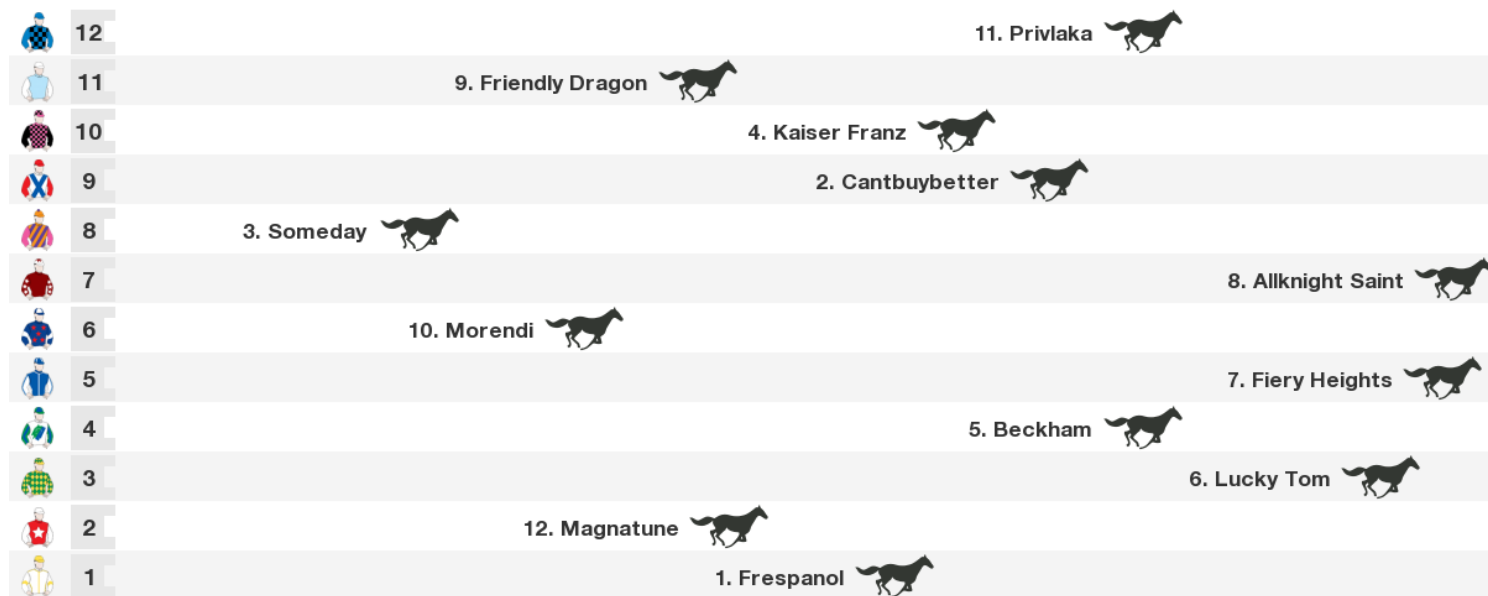 12 11. Privlaka
11 9. Friendly Dragon
10 4. Kaiser Franz
9 2. Cantbuybetter
8 3. Someday
7 8. Allknight Saint
6 10. Morendi
5 7. Fiery Heights
4 5. Beckham
3 6. Lucky Tom
2 12. Magnatune
1 1. Frespanol